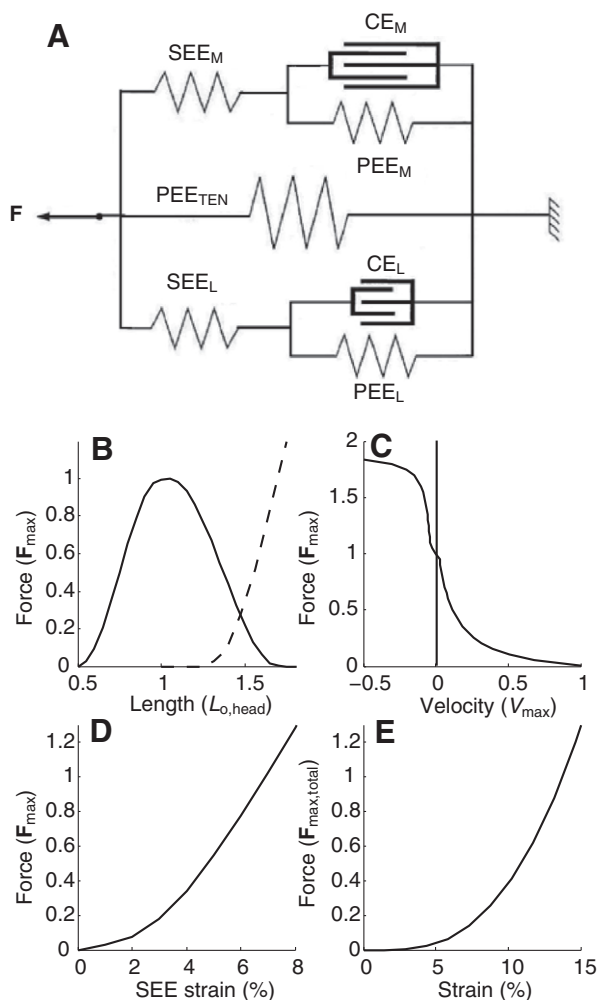 A
CE_M
SEE_M
PEE_M
F
PEE_TEN
SEE_L
CE_L
PEE_L
B
Force (F_max)
1
0.8
0.6
0.4
0.2
0
0.5
1
1.5
Length (L_o,head)
C
Force (F_max)
2
1.5
1
0.5
0
−0.5
0
0.5
1
Velocity (V_max)
D
Force (F_max)
1.2
1
0.8
0.6
0.4
0.2
0
0
2
4
6
8
SEE strain (%)
E
Force (F_max,total)
1.2
1
0.8
0.6
0.4
0.2
0
0
5
10
15
Strain (%)